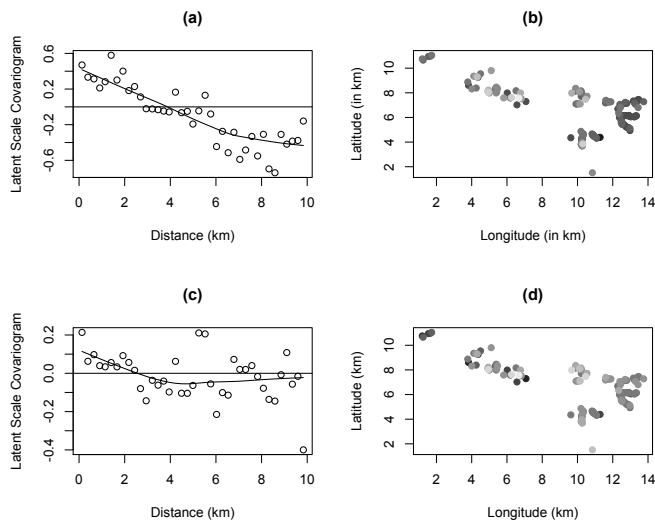 (a)
Latent Scale Covariogram
0.6
0.2
-0.2
-0.6
0 2 4 6 8 10
Distance (km)
(b)
Latitude (in km)
10
8
6
4
2
0 2 4 6 8 10 12 14
Longitude (in km)
(c)
Latent Scale Covariogram
0.2
0.0
-0.2
-0.4
0 2 4 6 8 10
Distance (km)
(d)
Latitude (km)
10
8
6
4
2
0 2 4 6 8 10 12 14
Longitude (km)